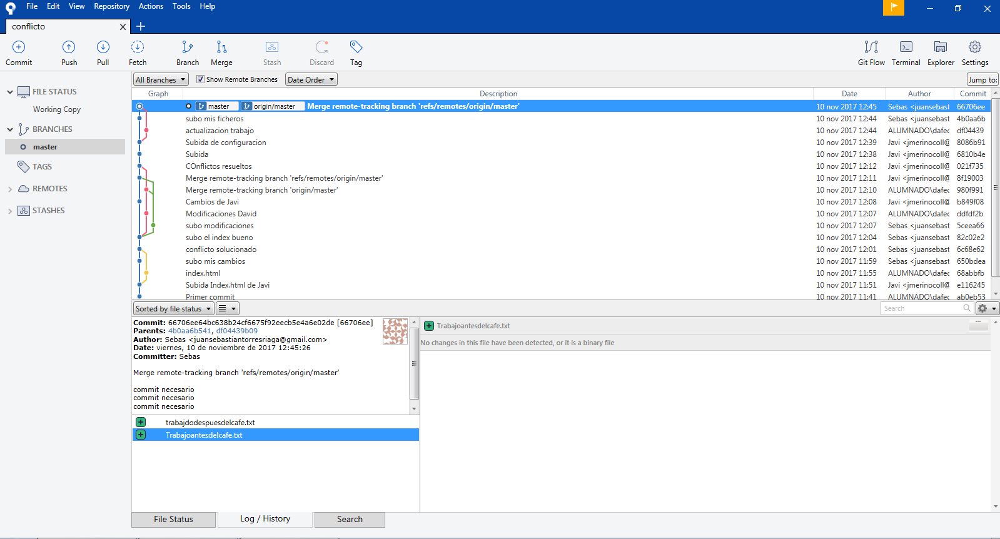 File Edit View Repository Actions Tools Help
conflicto
Commit Push Pull Fetch Branch Merge Stash Discard Tag Git Flow Terminal Explorer Settings
All Branches Show Remote Branches Date Order Jump to:
FILE STATUS
Working Copy
BRANCHES
master
TAGS
REMOTES
STASHES
Graph Description Date Author Commit
master origin/master Merge remote-tracking branch 'refs/remotes/origin/master' 10 nov 2017 12:45 Sebas <juansebast 66706ee
subo mis ficheros 10 nov 2017 12:44 Sebas <juansebast 4b0aa6b
actualizacion trabajo 10 nov 2017 12:44 ALUMNADO\dafec df04439
Subida de configuracion 10 nov 2017 12:39 Javi <jmerinocoll@ 8086b91
Subida 10 nov 2017 12:38 Javi <jmerinocoll@ 6810b4e
COnflictos resueltos 10 nov 2017 12:12 Javi <jmerinocoll@ 021f735
Merge remote-tracking branch 'refs/remotes/origin/master' 10 nov 2017 12:11 Javi <jmerinocoll@ 8f19003
Merge remote-tracking branch 'origin/master' 10 nov 2017 12:10 ALUMNADO\dafec 980f991
Cambios de Javi 10 nov 2017 12:08 Javi <jmerinocoll@ b849f08
Modificaciones David 10 nov 2017 12:07 ALUMNADO\dafec ddfdf2b
subo modificaciones 10 nov 2017 12:07 Sebas <juansebast 5ceea66
subo el index bueno 10 nov 2017 12:04 Sebas <juansebast 82c02e2
conflicto solucionado 10 nov 2017 12:01 Sebas <juansebast 6c68e62
subo mis cambios 10 nov 2017 11:59 Sebas <juansebast 650bdea
index.html 10 nov 2017 11:55 ALUMNADO\dafec 68abbfb
Subida Index.html de Javi 10 nov 2017 11:51 Javi <jmerinocoll@ e116245
Primer commit 10 nov 2017 11:41 ALUMNADO\dafec ab0eb53
Sorted by file status Search
Commit: 66706ee64bc638b24cf6675f92eecb5e4a6e02de [66706ee]
Parents: 4b0aa6b541, df04439b09
Author: Sebas <juansebastiantorresriaga@gmail.com>
Date: viernes, 10 de noviembre de 2017 12:45:26
Committer: Sebas
Merge remote-tracking branch 'refs/remotes/origin/master'
commit necesario
commit necesario
commit necesario
trabajdodespuesdelcafe.txt
Trabajoantesdelcafe.txt
Trabajoantesdelcafe.txt
No changes in this file have been detected, or it is a binary file
File Status Log / History Search